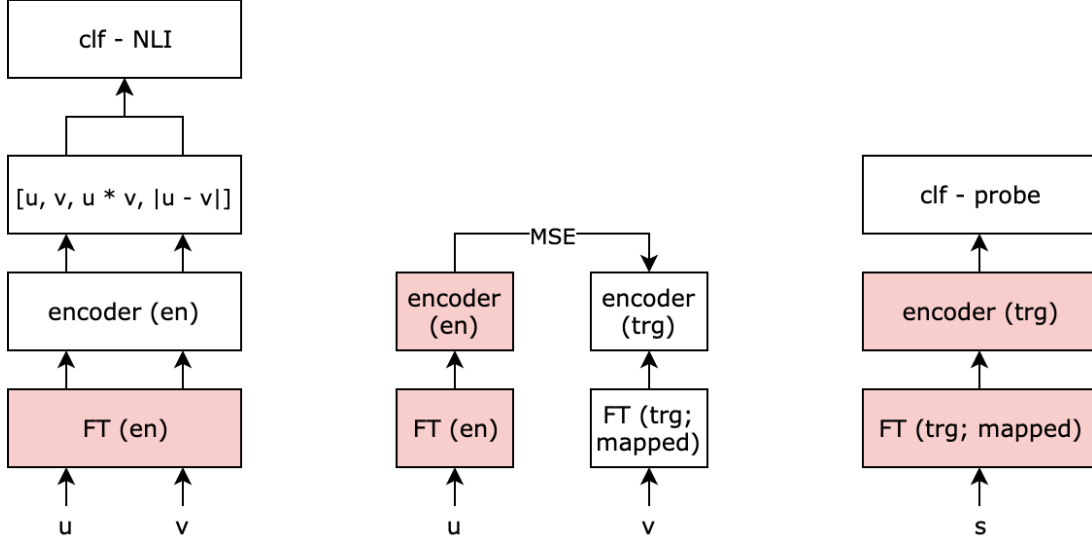 clf - NLI
[u, v, u * v, |u - v|]
encoder (en)
FT (en)
u v
MSE
encoder
(en)
encoder
(trg)
FT (en)
FT (trg;
mapped)
u v
clf - probe
encoder (trg)
FT (trg; mapped)
s